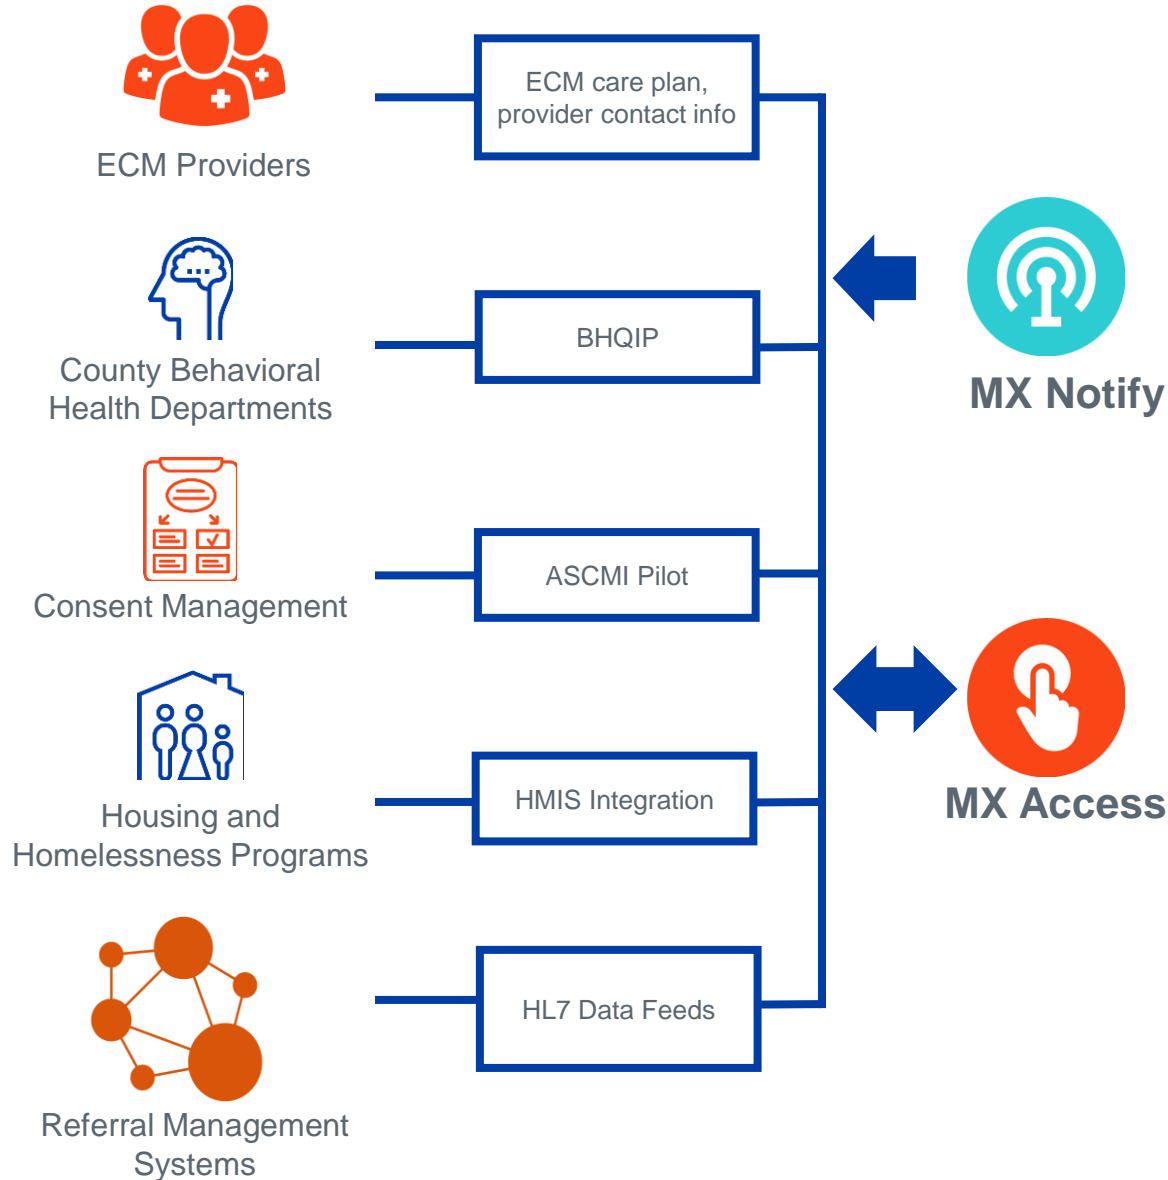 ECM Providers
ECM care plan,
provider contact info
County Behavioral
Health Departments
BHQIP
MX Notify
Consent Management
ASCMI Pilot
Housing and
Homelessness Programs
HMIS Integration
MX Access
Referral Management
Systems
HL7 Data Feeds